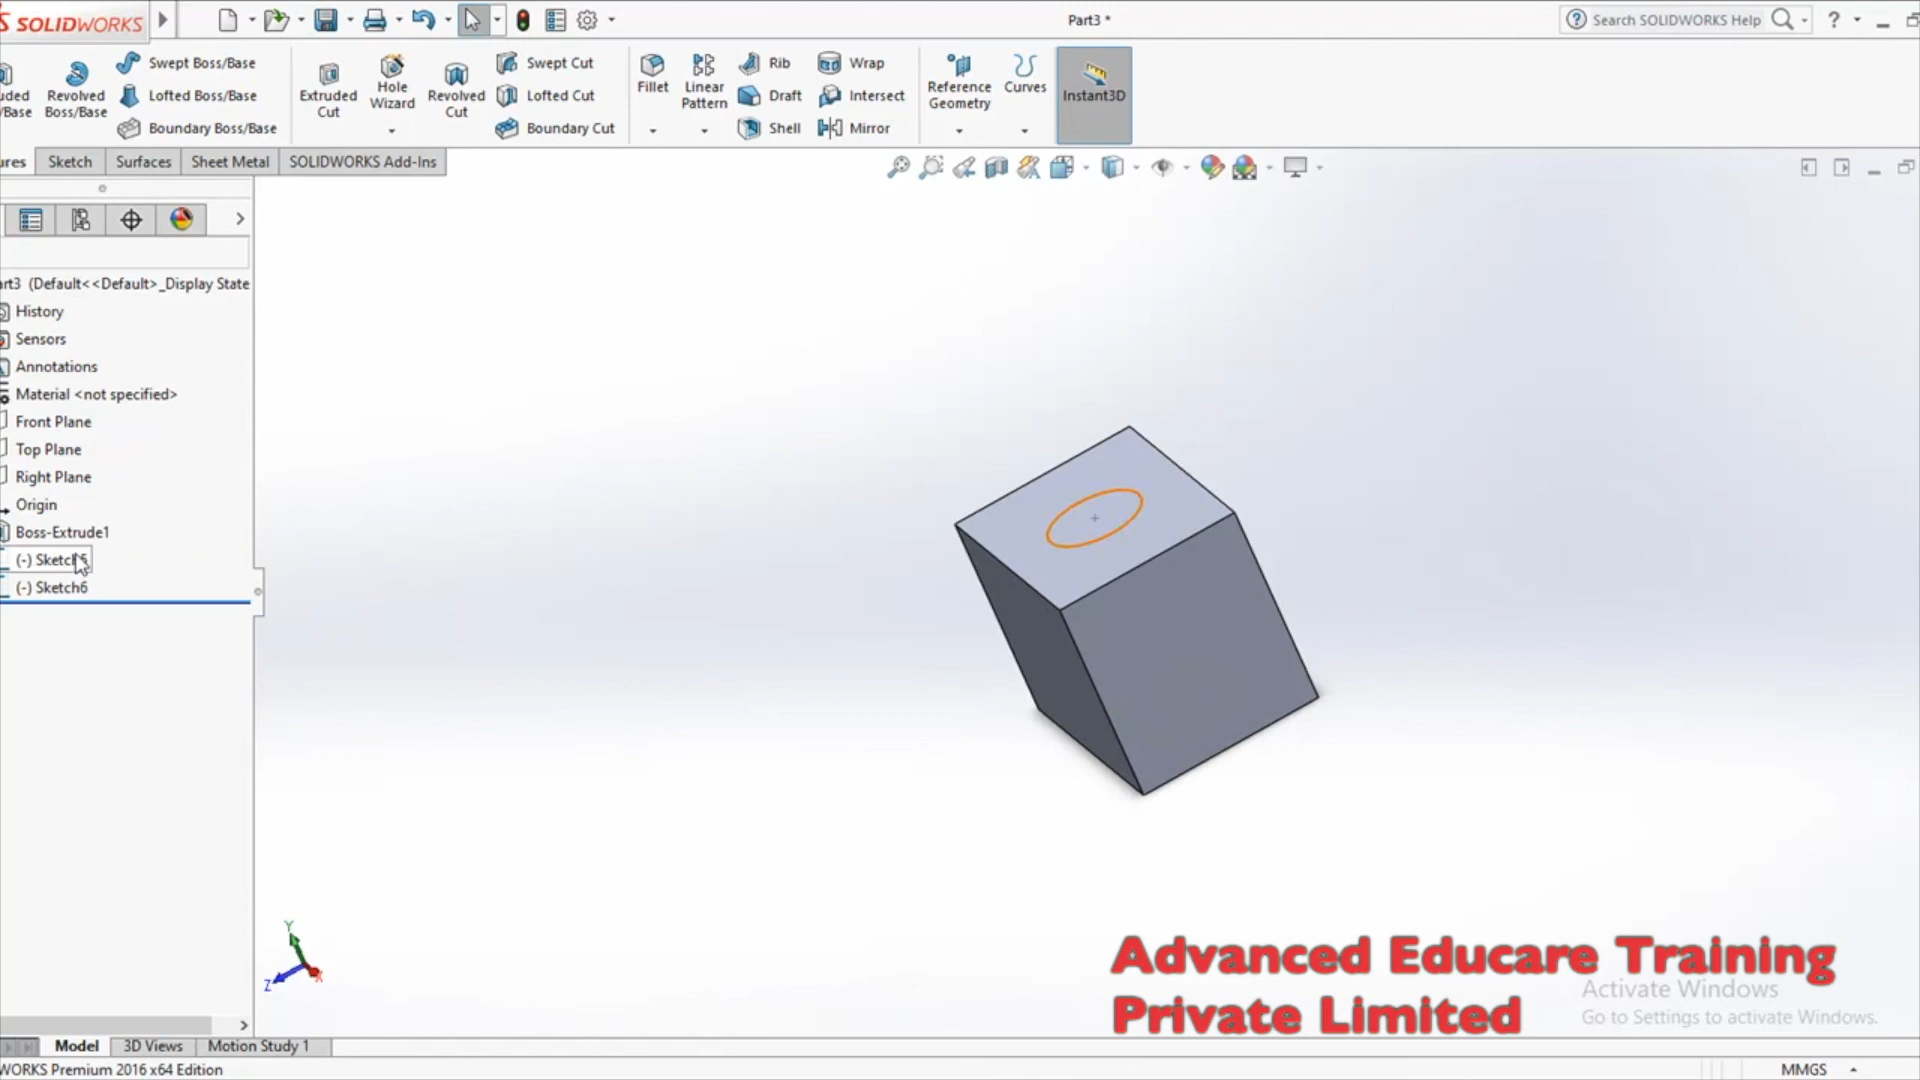 SOLIDWORKS
Part3 *
Search SOLIDWORKS Help
?
Swept Boss/Base
Lofted Boss/Base
Boundary Boss/Base
uded
/Base
Revolved
Boss/Base
Extruded
Cut
Hole
Wizard
Revolved
Cut
Swept Cut
Lofted Cut
Boundary Cut
Fillet
Linear
Pattern
Rib
Draft
Shell
Wrap
Intersect
Mirror
Reference
Geometry
Curves
Instant3D
ures
Sketch
Surfaces
Sheet Metal
SOLIDWORKS Add-Ins
art3 (Default<<Default>_Display State
History
Sensors
Annotations
Material <not specified>
Front Plane
Top Plane
Right Plane
Origin
Boss-Extrude1
(-) Sketch5
(-) Sketch6
Y
Z
X
Advanced Educare Training
Private Limited
Activate Windows
Go to Settings to activate Windows.
Model
3D Views
Motion Study 1
WORKS Premium 2016 x64 Edition
MMGS